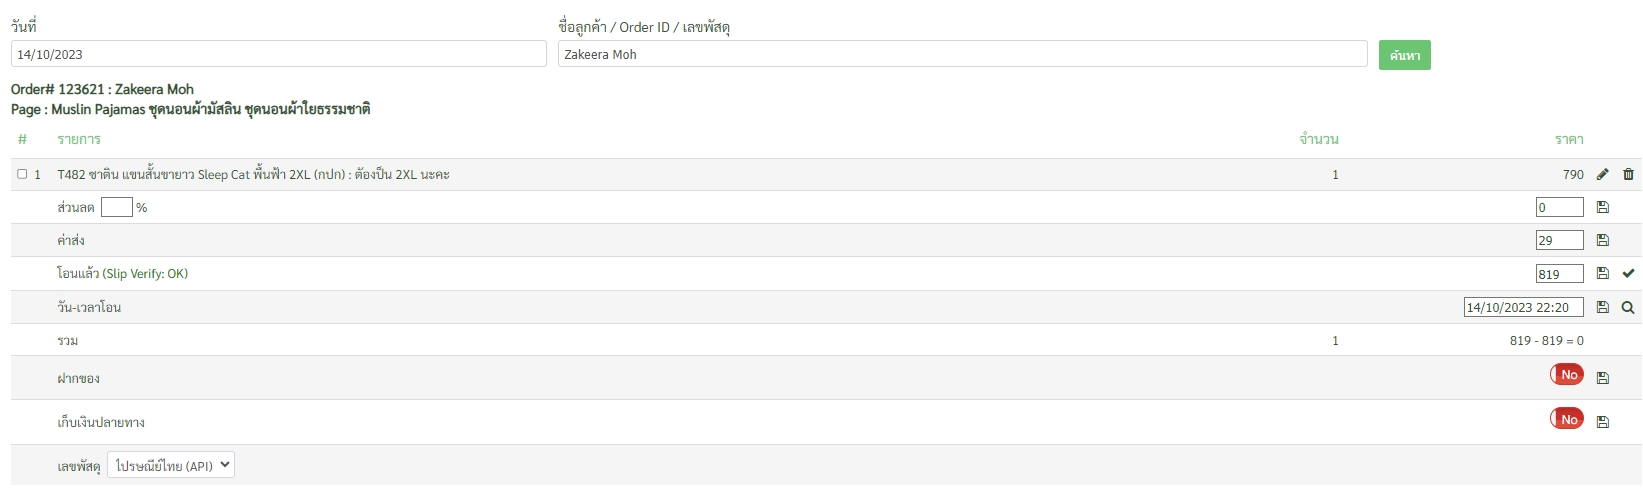 วันที่ ชื่อลูกค้า / Order ID / เลขพัสดุ
14/10/2023 Zakeera Moh ค้นหา
Order# 123621 : Zakeera Moh
Page : Muslin Pajamas ชุดนอนผ้ามัสลิน ชุดนอนผ้าใยธรรมชาติ
# รายการ จำนวน ราคา
1 T482 ซาติน แขนสั้นขายาว Sleep Cat พื้นฟ้า 2XL (กปก) : ต้องป็น 2XL นะคะ 1 790
ส่วนลด % 0
ค่าส่ง 29
โอนแล้ว (Slip Verify: OK) 819
วัน-เวลาโอน 14/10/2023 22:20
รวม 1 819 - 819 = 0
ฝากของ No
เก็บเงินปลายทาง No
เลขพัสดุ ไปรษณีย์ไทย (API)